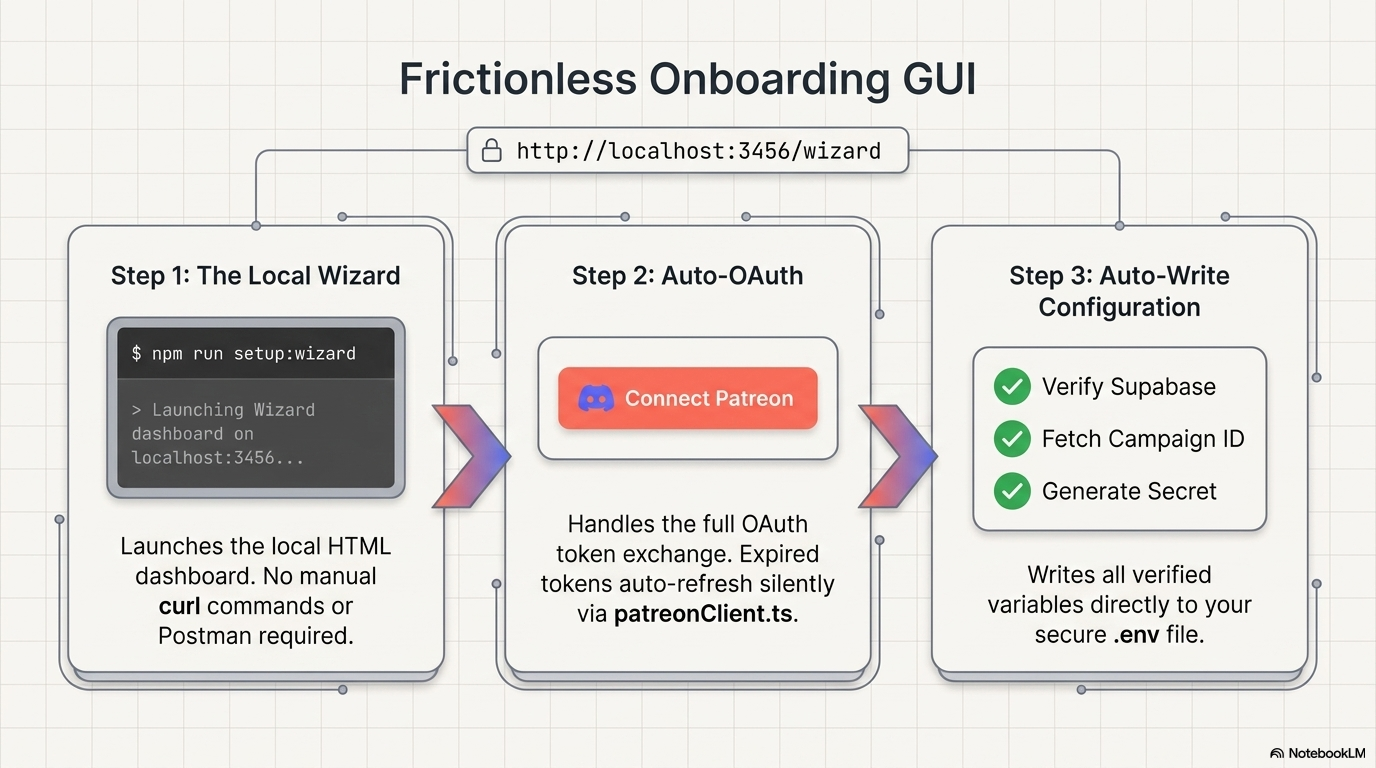 Frictionless Onboarding GUI
http://localhost:3456/wizard
Step 1: The Local Wizard
$ npm run setup:wizard
> Launching Wizard
dashboard on
localhost:3456...
Launches the local HTML
dashboard. No manual
curl commands or
Postman required.
Step 2: Auto-OAuth
Connect Patreon
Handles the full OAuth
token exchange. Expired
tokens auto-refresh silently
via patreonClient.ts.
Step 3: Auto-Write
Configuration
Verify Supabase
Fetch Campaign ID
Generate Secret
Writes all verified
variables directly to your
secure .env file.
NotebookLM